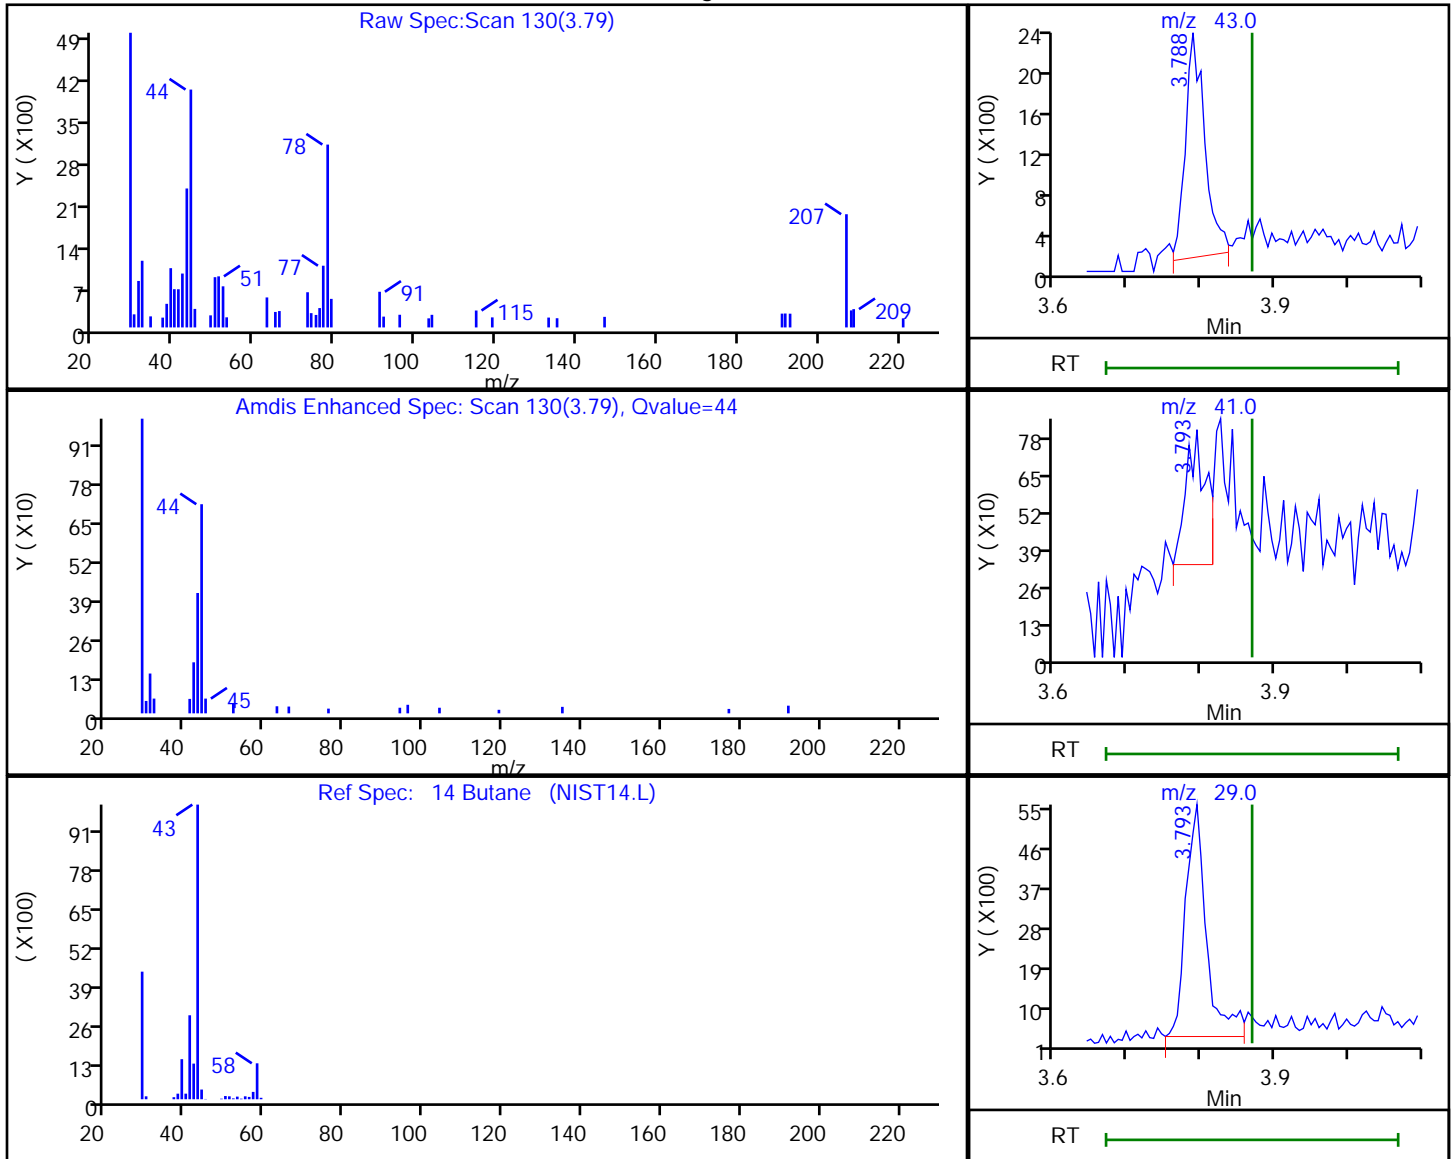 Raw Spec:Scan 130(3.79)
Y ( X100)
49
42
35
28
21
14
7
0
44
78
77
51
91
115
207
209
20 40 60 80 100 120 140 160 180 200 220
m/z
m/z 43.0
Y ( X100)
24
20
16
12
8
4
0
3.788
3.6 3.9
Min
RT
Amdis Enhanced Spec: Scan 130(3.79), Qvalue=44
Y ( X10)
91
78
65
52
39
26
13
0
44
45
20 40 60 80 100 120 140 160 180 200 220
m/z
m/z 41.0
Y ( X10)
78
65
52
39
26
13
0
3.793
3.6 3.9
Min
RT
Ref Spec: 14 Butane (NIST14.L)
( X100)
91
78
65
52
39
26
13
0
43
58
20 40 60 80 100 120 140 160 180 200 220
m/z 29.0
Y ( X100)
55
46
37
28
19
10
1
3.793
3.6 3.9
Min
RT